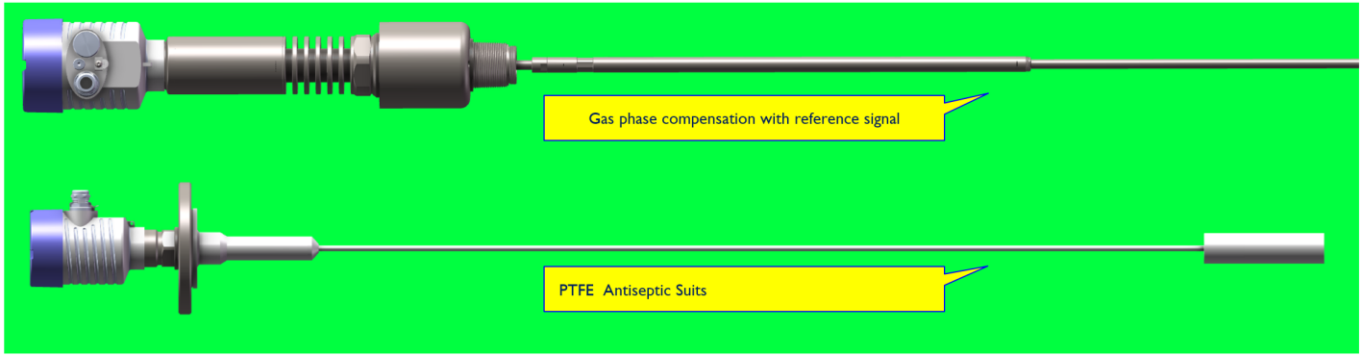 Gas phase compensation with reference signal
PTFE Antiseptic Suits